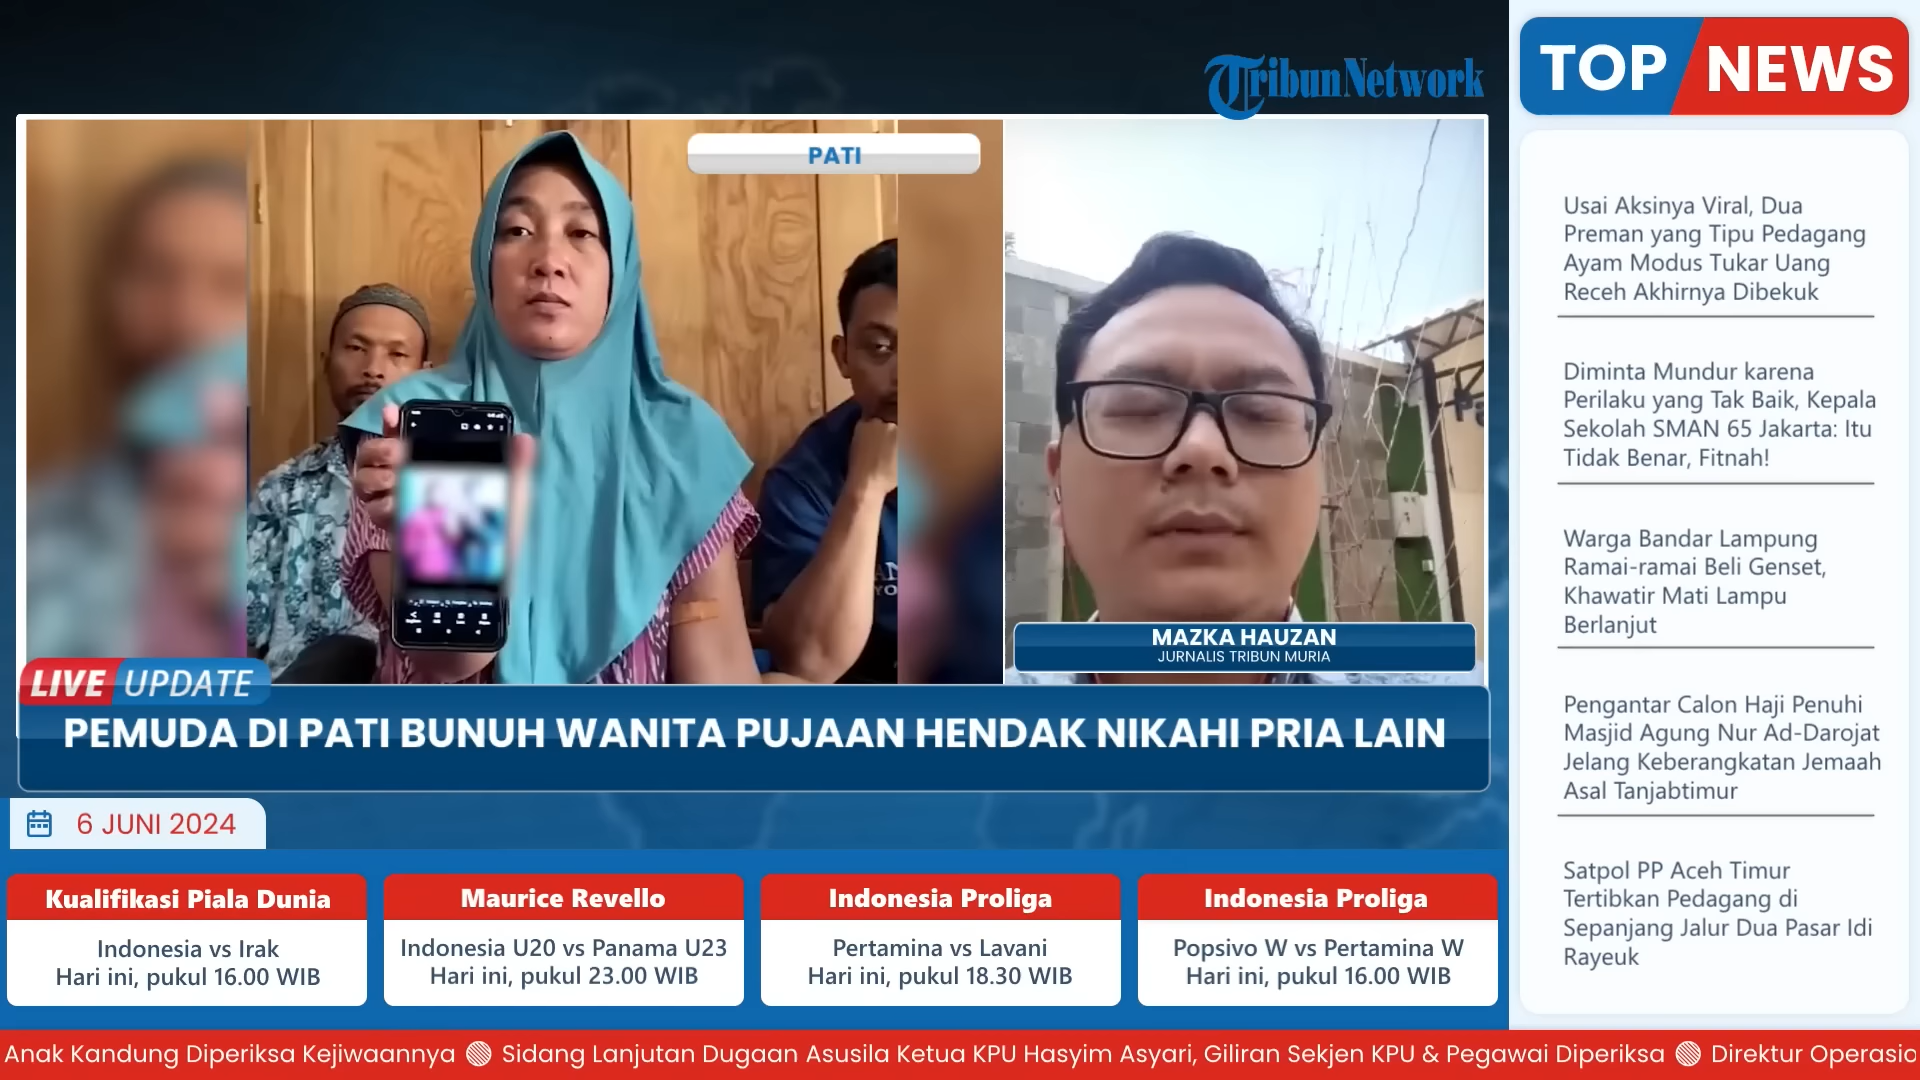 TribunNetwork
PATI
MAZKA HAUZAN
JURNALIS TRIBUN MURIA
LIVE UPDATE
PEMUDA DI PATI BUNUH WANITA PUJAAN HENDAK NIKAHI PRIA LAIN
6 JUNI 2024
Kualifikasi Piala Dunia
Indonesia vs Irak
Hari ini, pukul 16.00 WIB
Maurice Revello
Indonesia U20 vs Panama U23
Hari ini, pukul 23.00 WIB
Indonesia Proliga
Pertamina vs Lavani
Hari ini, pukul 18.30 WIB
Indonesia Proliga
Popsivo W vs Pertamina W
Hari ini, pukul 16.00 WIB
TOP NEWS
Usai Aksinya Viral, Dua
Preman yang Tipu Pedagang
Ayam Modus Tukar Uang
Receh Akhirnya Dibekuk
Diminta Mundur karena
Perilaku yang Tak Baik, Kepala
Sekolah SMAN 65 Jakarta: Itu
Tidak Benar, Fitnah!
Warga Bandar Lampung
Ramai-ramai Beli Genset,
Khawatir Mati Lampu
Berlanjut
Pengantar Calon Haji Penuhi
Masjid Agung Nur Ad-Darojat
Jelang Keberangkatan Jemaah
Asal Tanjabtimur
Satpol PP Aceh Timur
Tertibkan Pedagang di
Sepanjang Jalur Dua Pasar Idi
Rayeuk
Anak Kandung Diperiksa Kejiwaannya Sidang Lanjutan Dugaan Asusila Ketua KPU Hasyim Asyari, Giliran Sekjen KPU & Pegawai Diperiksa Direktur Operasio